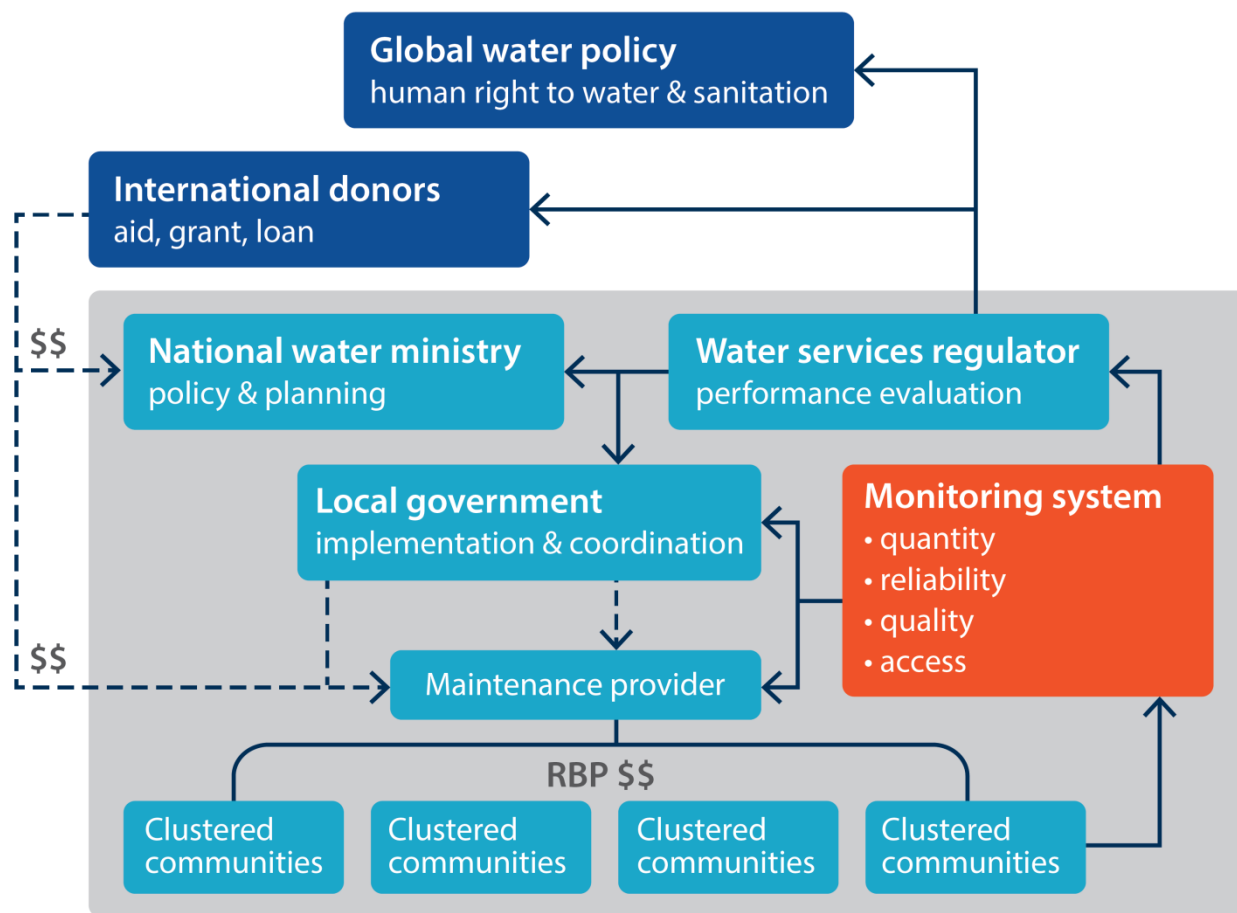 Global water policy
human right to water & sanitation
International donors
aid, grant, loan
$$
National water ministry
policy & planning
Water services regulator
performance evaluation
Local government
implementation & coordination
Monitoring system
• quantity
• reliability
• quality
• access
$$
Maintenance provider
RBP $$
Clustered
communities
Clustered
communities
Clustered
communities
Clustered
communities